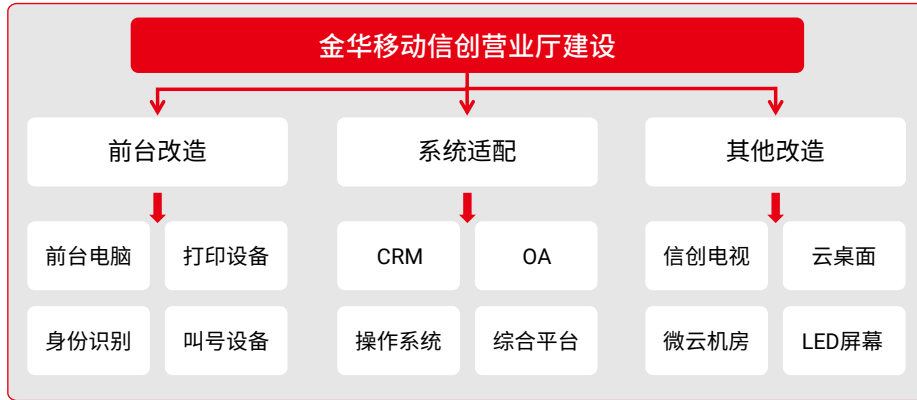 金华移动信创营业厅建设
前台改造
系统适配
其他改造
前台电脑
打印设备
CRM
OA
信创电视
云桌面
身份识别
叫号设备
操作系统
综合平台
微云机房
LED屏幕